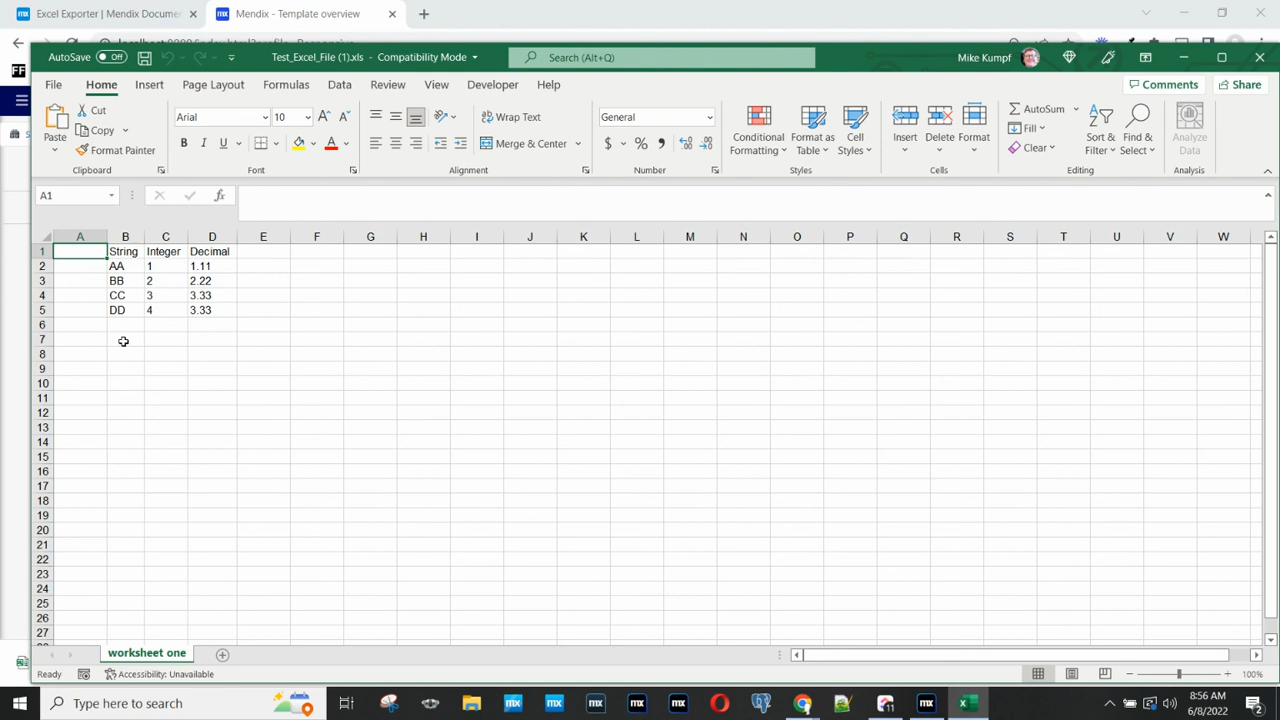 Excel Exporter | Mendix Documen
Mendix - Template overview
AutoSave Off
Test_Excel_File (1).xls - Compatibility Mode
Search (Alt+Q)
Mike Kumpf
File Home Insert Page Layout Formulas Data Review View Developer Help
Comments Share
Paste
Cut
Copy
Format Painter
Clipboard
Arial 10
B I U
Font
Wrap Text
Merge & Center
Alignment
General
$ % ,
Number
Conditional Formatting
Format as Table
Cell Styles
Styles
Insert Delete Format
Cells
AutoSum
Fill
Clear
Sort & Filter
Find & Select
Editing
Analyze Data
Analysis
A1
fx
A B C D E F G H I J K L M N O P Q R S T U V W
1 String Integer Decimal
2 AA 1 1.11
3 BB 2 2.22
4 CC 3 3.33
5 DD 4 3.33
6
7
8
9
10
11
12
13
14
15
16
17
18
19
20
21
22
23
24
25
26
27
worksheet one
Ready
Accessibility: Unavailable
100%
Type here to search
8:56 AM
6/8/2022